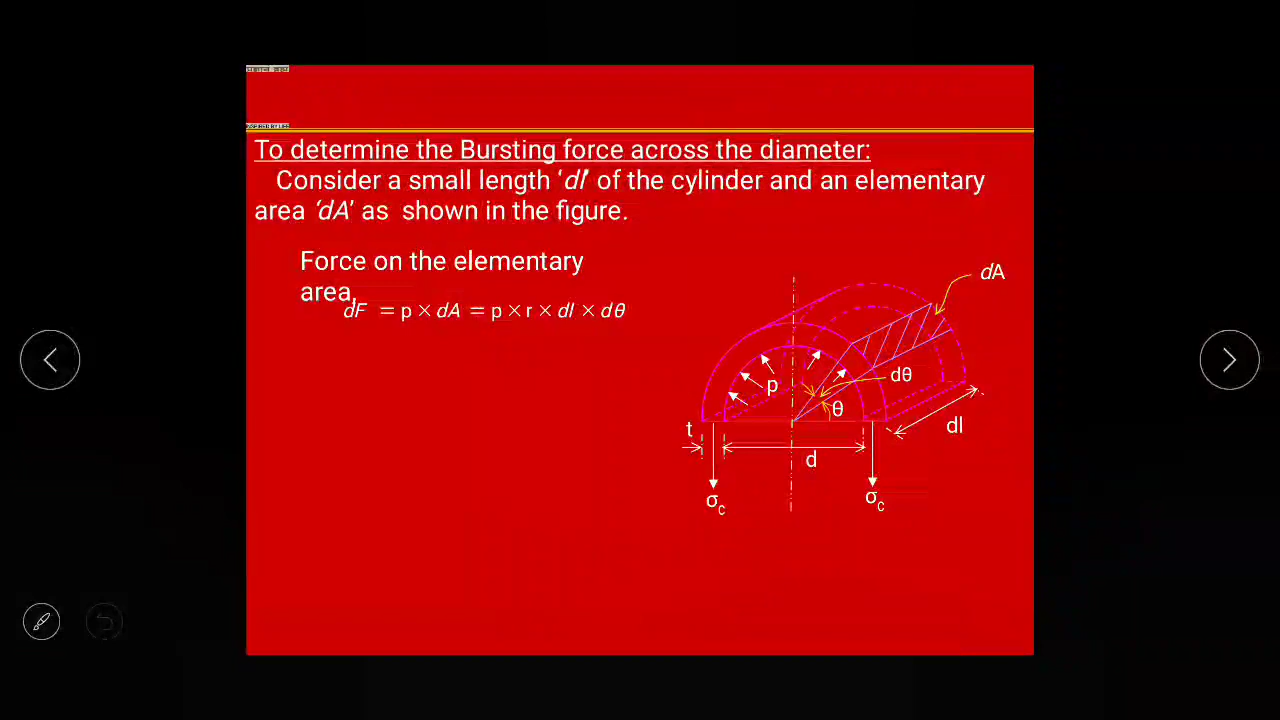 To determine the Bursting force across the diameter:
Consider a small length ‘dl’ of the cylinder and an elementary
area ‘dA’ as shown in the figure.
Force on the elementary
area,
dF = p × dA = p × r × dl × dθ
dA
p
dθ
θ
t
d
dl
σc
σc